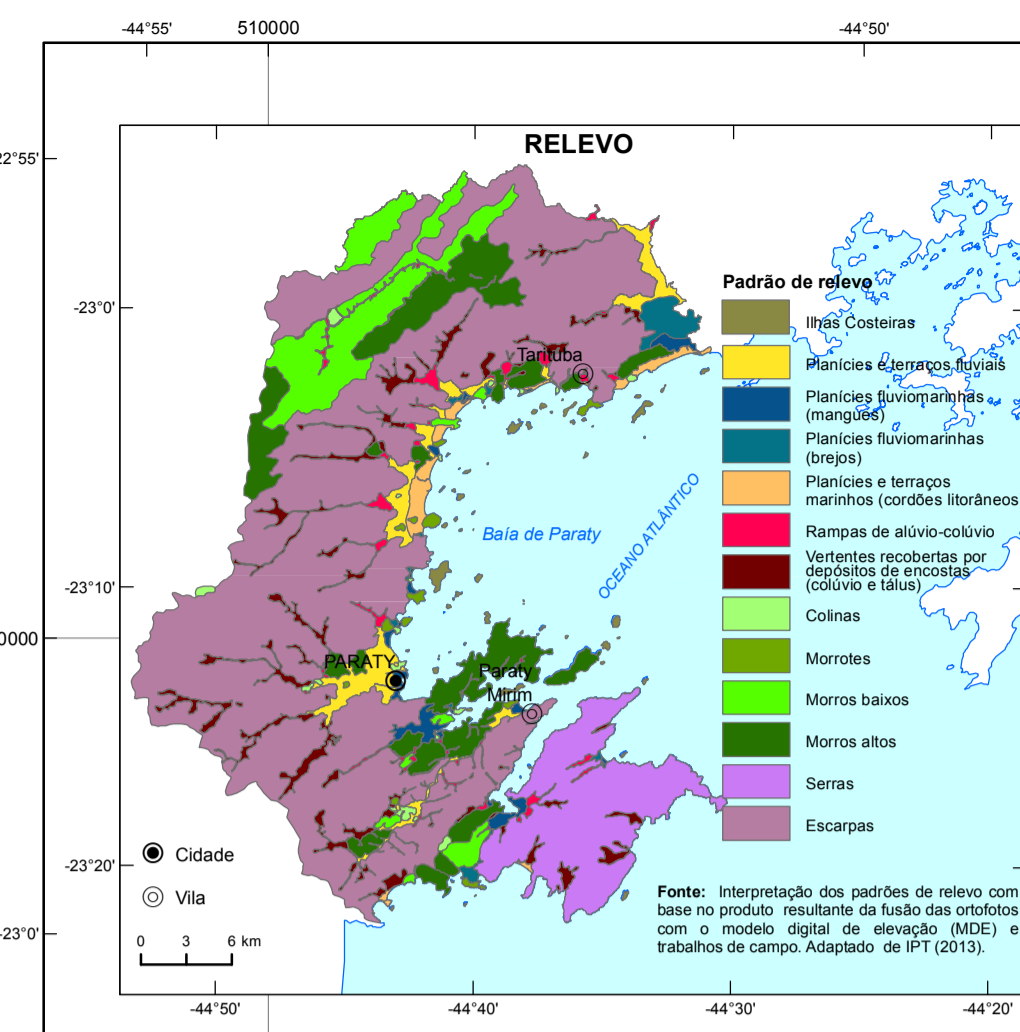 -44°55'
510000
-44°50'
22°55'
RELEVO
-23°0'
Padrão de relevo
Ilhas Costeiras
Planícies e terraços fluviais
Planícies fluviomarinhas
(mangues)
Planícies fluviomarinhas
(brejos)
Planícies e terraços
marinhos (cordões litorâneos
Rampas de alúvio-colúvio
Vertentes recobertas por
depósitos de encostas
(colúvio e tálus)
Colinas
Morrotes
Morros baixos
Morros altos
Serras
Escarpas
Tarituba
Baía de Paraty
OCEANO ATLÂNTICO
-23°10'
0000
PARATY
Paraty
Mirim
Cidade
Vila
-23°20'
0 3 6 km
-23°0'
Fonte: Interpretação dos padrões de relevo com
base no produto resultante da fusão das ortofotos
com o modelo digital de elevação (MDE) e
trabalhos de campo. Adaptado de IPT (2013).
-44°50'
-44°40'
-44°30'
-44°20'